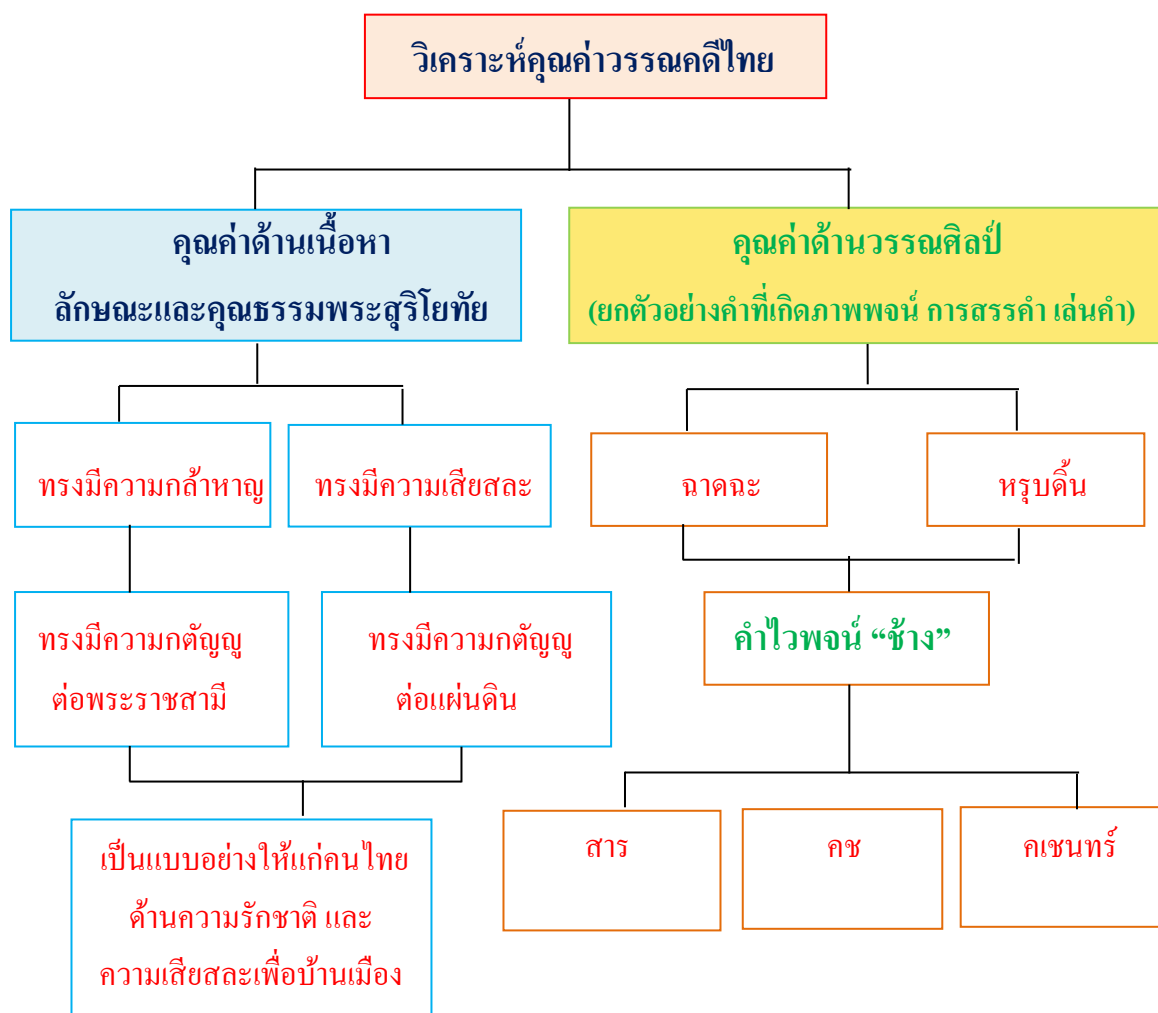 วิเคราะห์คุณค่าวรรณคดีไทย
คุณค่าด้านเนื้อหา
ลักษณะและคุณธรรมพระสุริโยทัย
คุณค่าด้านวรรณศิลป์
(ยกตัวอย่างคำที่เกิดภาพพจน์ การสรรคำ เล่นคำ)
ทรงมีความกล้าหาญ
ทรงมีความเสียสละ
ฉาดฉะ
หรุบดิ้น
ทรงมีความกตัญญู
ต่อพระราชสามี
ทรงมีความกตัญญู
ต่อแผ่นดิน
คำไวพจน์ “ช้าง”
เป็นแบบอย่างให้แก่คนไทย
ด้านความรักชาติ และ
ความเสียสละเพื่อบ้านเมือง
สาร
คช
คเชนทร์